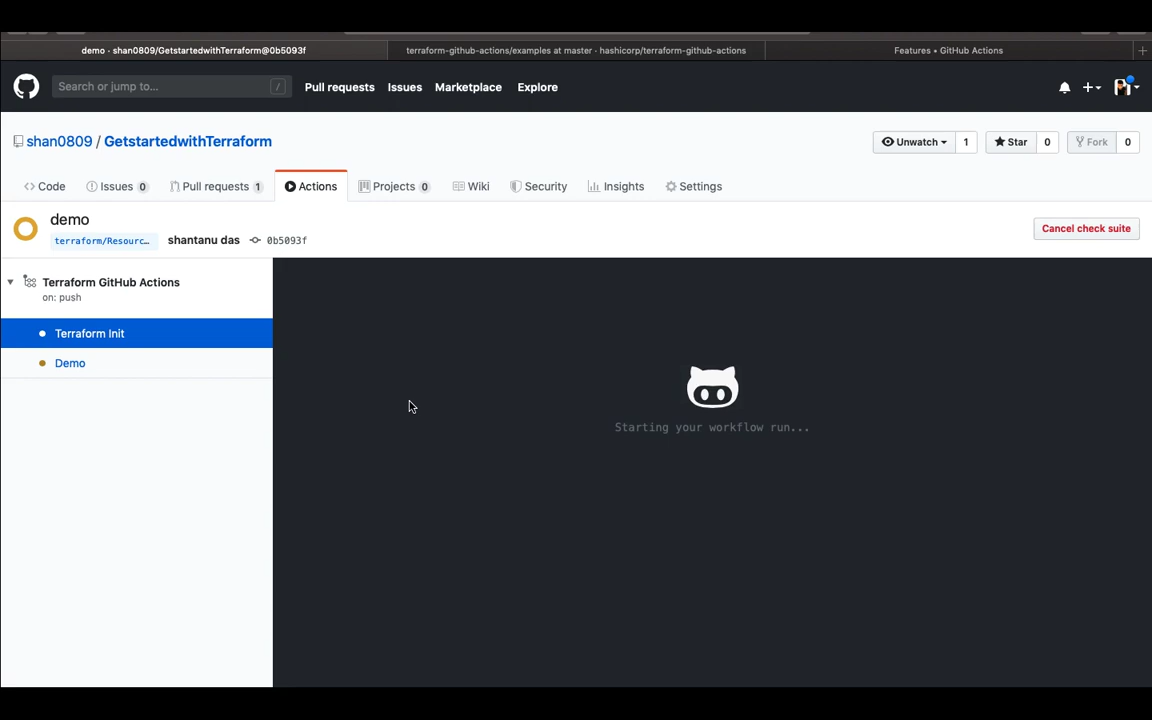 demo · shan0809/GetstartedwithTerraform@0b5093f
terraform-github-actions/examples at master · hashicorp/terraform-github-actions
Features • GitHub Actions
+
Search or jump to...
/
Pull requests
Issues
Marketplace
Explore
shan0809 / GetstartedwithTerraform
Unwatch
1
Star
0
Fork
0
Code
Issues 0
Pull requests 1
Actions
Projects 0
Wiki
Security
Insights
Settings
demo
terraform/Resourc…
shantanu das
0b5093f
Cancel check suite
Terraform GitHub Actions
on: push
Terraform Init
Demo
Starting your workflow run...